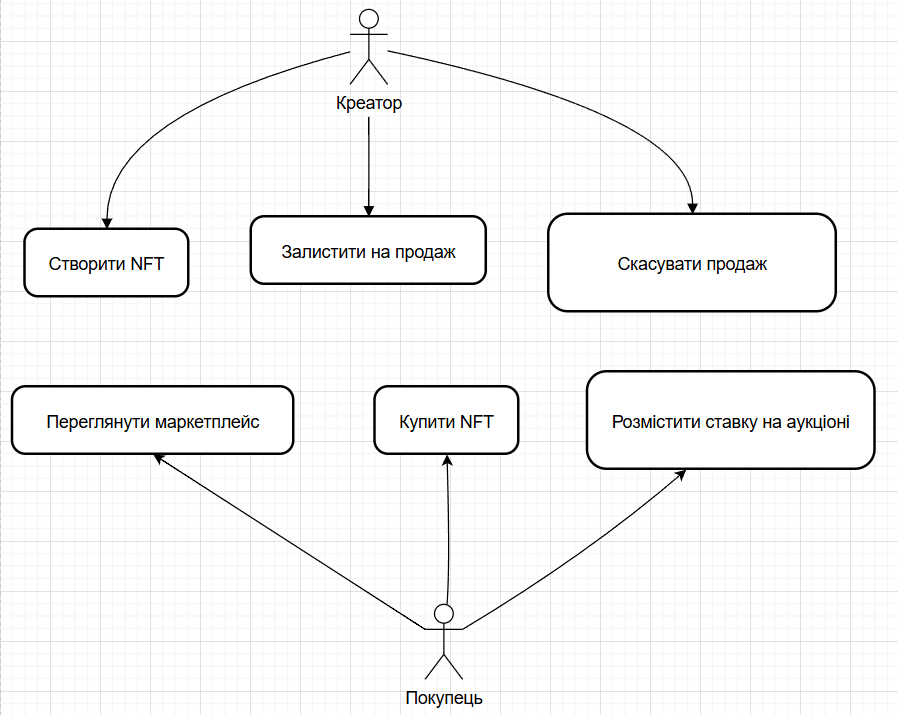 Креатор
Створити NFT
Залистити на продаж
Скасувати продаж
Переглянути маркетплейс
Купити NFT
Розмістити ставку на аукціоні
Покупець